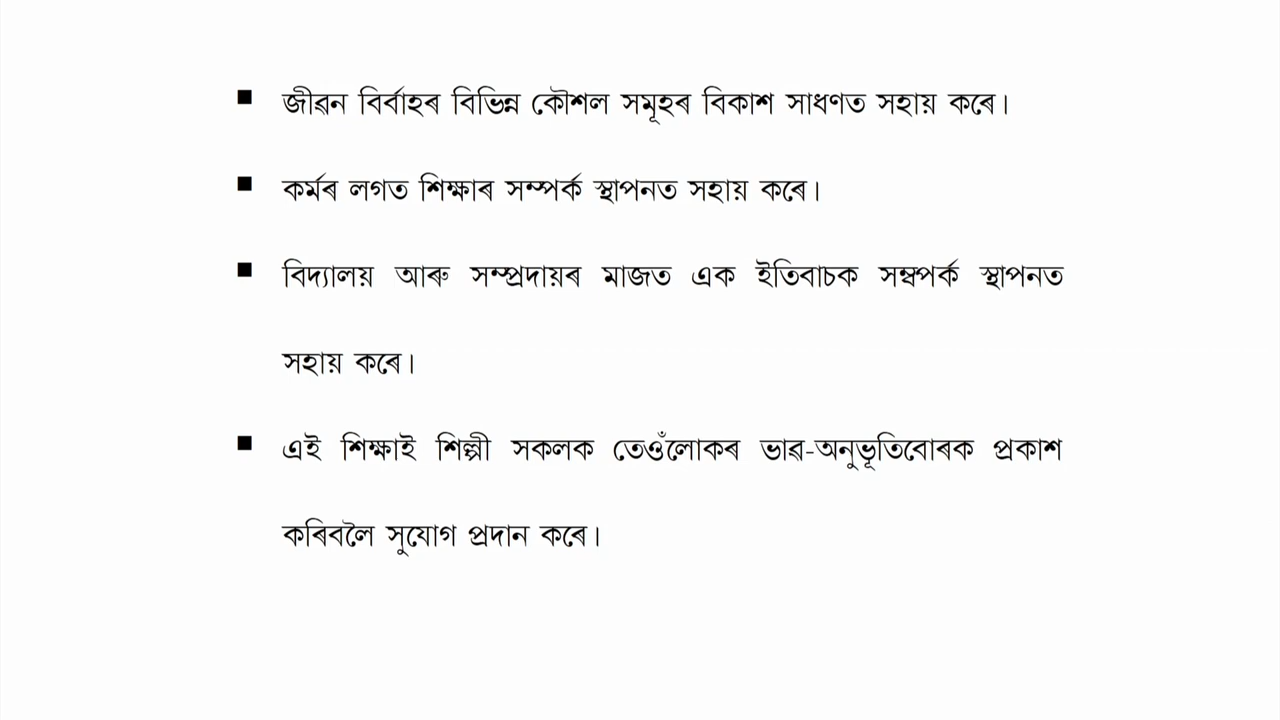 ▪ জীৱন বিৰ্বাহৰ বিভিন্ন কৌশল সমূহৰ বিকাশ সাধণত সহায় কৰে।
▪ কৰ্মৰ লগত শিক্ষাৰ সম্পৰ্ক স্থাপনত সহায় কৰে।
▪ বিদ্যালয় আৰু সম্প্ৰদায়ৰ মাজত এক ইতিবাচক সম্বপৰ্ক স্থাপনত
সহায় কৰে।
▪ এই শিক্ষাই শিল্পী সকলক তেওঁলোকৰ ভাৱ-অনুভূতিবোৰক প্ৰকাশ
কৰিবলৈ সুযোগ প্ৰদান কৰে।